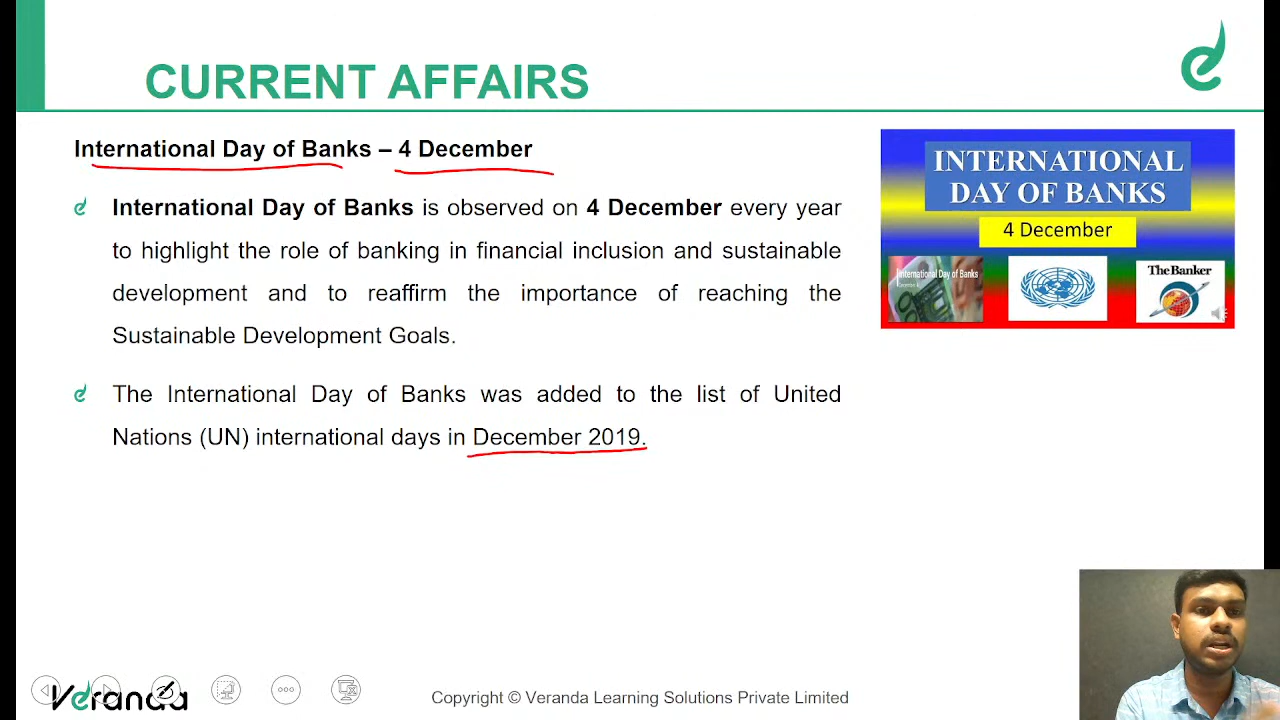 CURRENT AFFAIRS
International Day of Banks – 4 December
International Day of Banks is observed on 4 December every year
to highlight the role of banking in financial inclusion and sustainable
development and to reaffirm the importance of reaching the
Sustainable Development Goals.
The International Day of Banks was added to the list of United
Nations (UN) international days in December 2019.
INTERNATIONAL
DAY OF BANKS
4 December
International Day of Banks
The Banker
Veranda
Copyright © Veranda Learning Solutions Private Limited